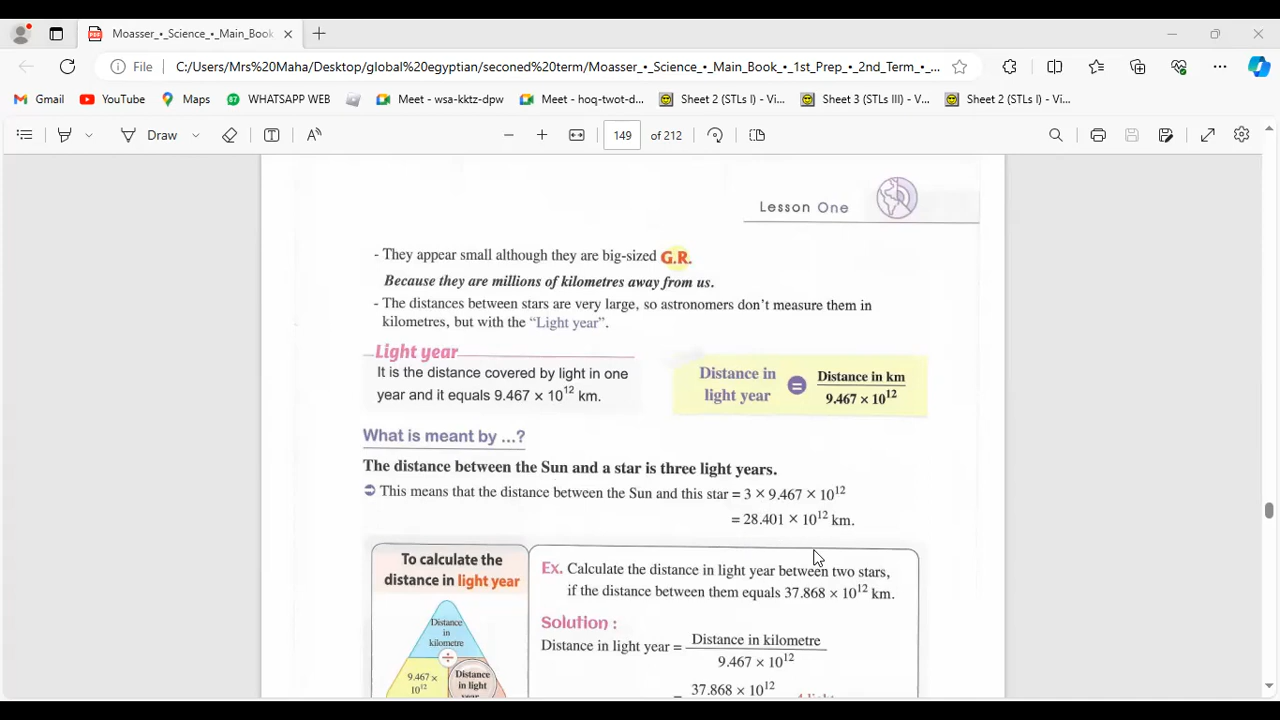 Moasser_•_Science_•_Main_Book
File
C:/Users/Mrs%20Maha/Desktop/global%20egyptian/seconed%20term/Moasser_•_Science_•_Main_Book_•_1st_Prep_•_2nd_Term_•_...
Gmail
YouTube
Maps
WHATSAPP WEB
Meet - wsa-kktz-dpw
Meet - hoq-twot-d...
Sheet 2 (STLs I) - Vi...
Sheet 3 (STLs III) - V...
Sheet 2 (STLs I) - Vi...
Draw
149 of 212
Lesson One
- They appear small although they are big-sized G.R.
Because they are millions of kilometres away from us.
- The distances between stars are very large, so astronomers don't measure them in
kilometres, but with the "Light year".
Light year
It is the distance covered by light in one
year and it equals 9.467 × 10¹² km.
Distance in
light year
=
Distance in km
9.467 × 10¹²
What is meant by ...?
The distance between the Sun and a star is three light years.
➲ This means that the distance between the Sun and this star = 3 × 9.467 × 10¹²
= 28.401 × 10¹² km.
To calculate the
distance in light year
Distance
in
kilometre
÷
9.467 ×
10¹²
Distance
in light
year
Ex. Calculate the distance in light year between two stars,
if the distance between them equals 37.868 × 10¹² km.
Solution :
Distance in light year = Distance in kilometre
9.467 × 10¹²
= 37.868 × 10¹²